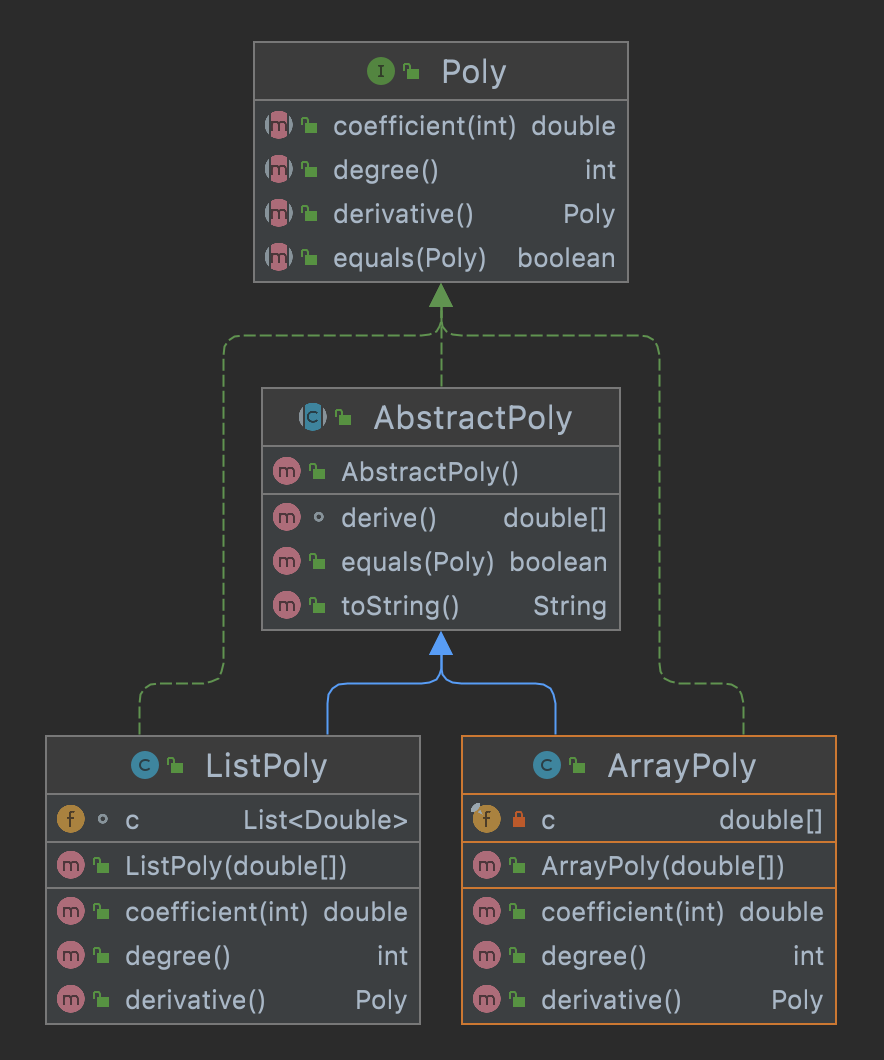 Poly
coefficient(int) double
degree() int
derivative() Poly
equals(Poly) boolean
AbstractPoly
AbstractPoly()
derive() double[]
equals(Poly) boolean
toString() String
ListPoly
c List<Double>
ListPoly(double[])
coefficient(int) double
degree() int
derivative() Poly
ArrayPoly
c double[]
ArrayPoly(double[])
coefficient(int) double
degree() int
derivative() Poly